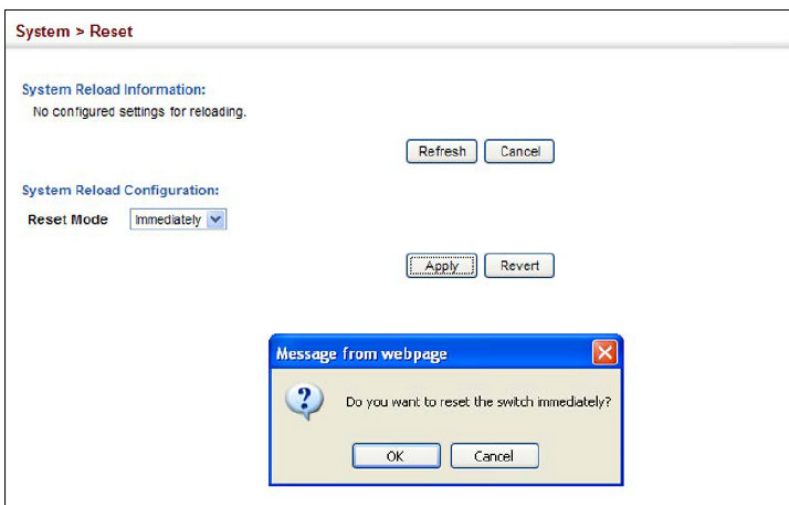 System > Reset
System Reload Information:
No configured settings for reloading.
Refresh Cancel
System Reload Configuration:
Reset Mode Immediately
Apply Revert
Message from webpage
Do you want to reset the switch immediately?
OK Cancel